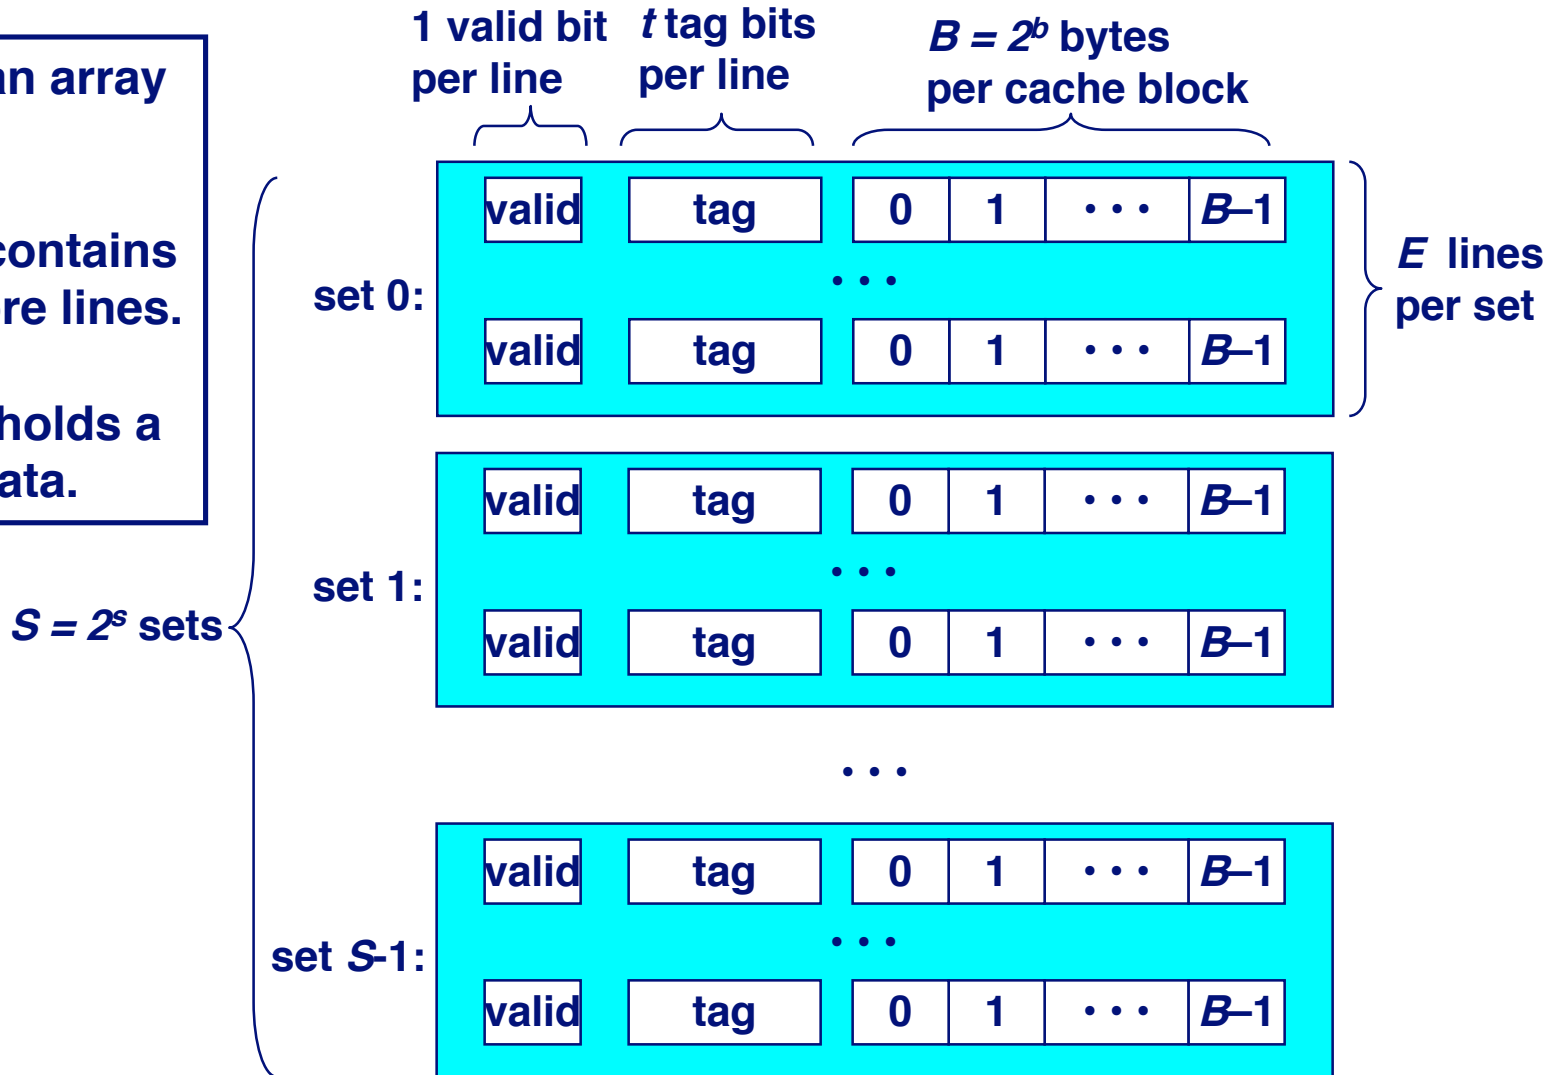 an array
contains
re lines.
holds a
ata.
1 valid bit
per line
t tag bits
per line
B = 2^b bytes
per cache block
S = 2^s sets
set 0:
valid tag 0 1 • • • B–1
• • •
valid tag 0 1 • • • B–1
E lines
per set
set 1:
valid tag 0 1 • • • B–1
• • •
valid tag 0 1 • • • B–1
• • •
set S-1:
valid tag 0 1 • • • B–1
• • •
valid tag 0 1 • • • B–1